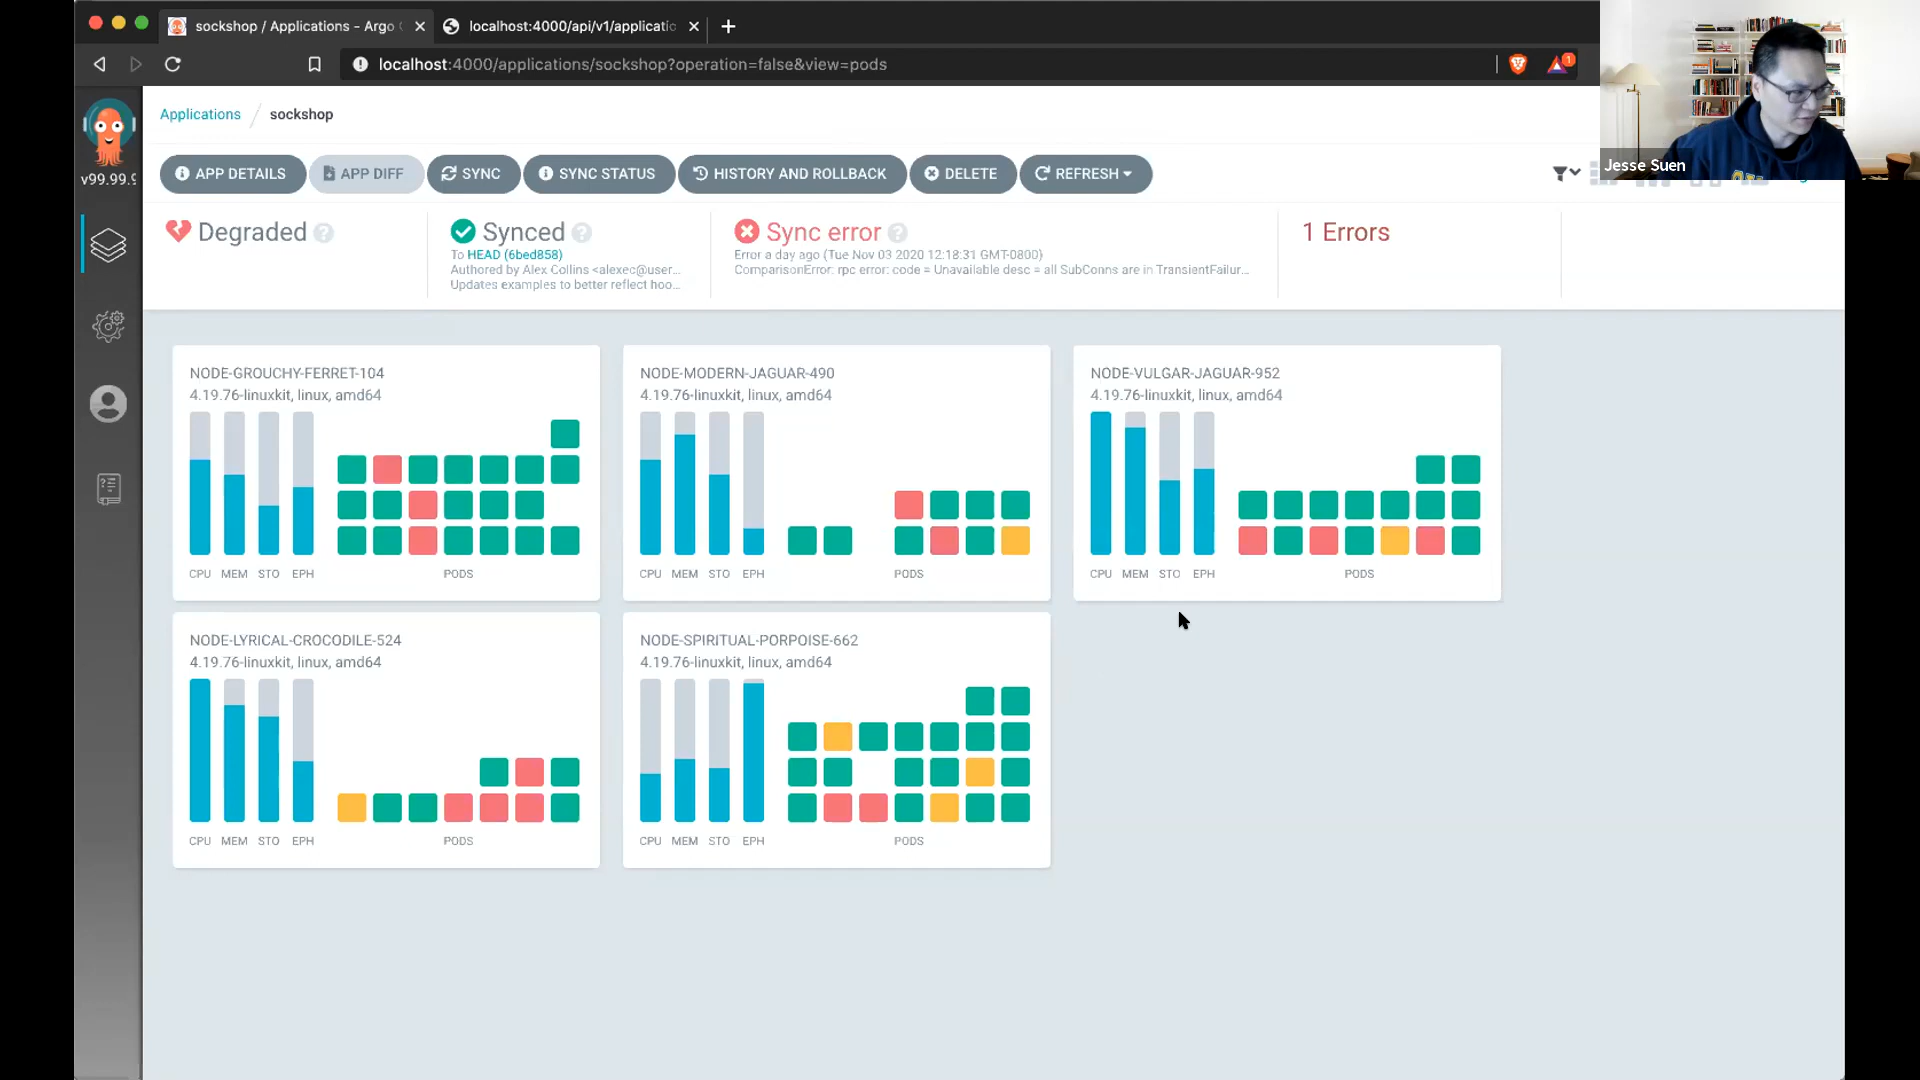 sockshop / Applications - Argo
localhost:4000/api/v1/applicatic
localhost:4000/applications/sockshop?operation=false&view=pods
1
v99.99.9
Applications
sockshop
APP DETAILS
APP DIFF
SYNC
SYNC STATUS
HISTORY AND ROLLBACK
DELETE
REFRESH
Jesse Suen
Degraded
Synced
To HEAD (6bed858)
Authored by Alex Collins <alexec@user...
Updates examples to better reflect hoo...
Sync error
Error a day ago (Tue Nov 03 2020 12:18:31 GMT-0800)
ComparisonError: rpc error: code = Unavailable desc = all SubConns are in TransientFailur...
1 Errors
NODE-GROUCHY-FERRET-104
4.19.76-linuxkit, linux, amd64
CPU MEM STO EPH PODS
NODE-MODERN-JAGUAR-490
4.19.76-linuxkit, linux, amd64
CPU MEM STO EPH PODS
NODE-VULGAR-JAGUAR-952
4.19.76-linuxkit, linux, amd64
CPU MEM STO EPH PODS
NODE-LYRICAL-CROCODILE-524
4.19.76-linuxkit, linux, amd64
CPU MEM STO EPH PODS
NODE-SPIRITUAL-PORPOISE-662
4.19.76-linuxkit, linux, amd64
CPU MEM STO EPH PODS